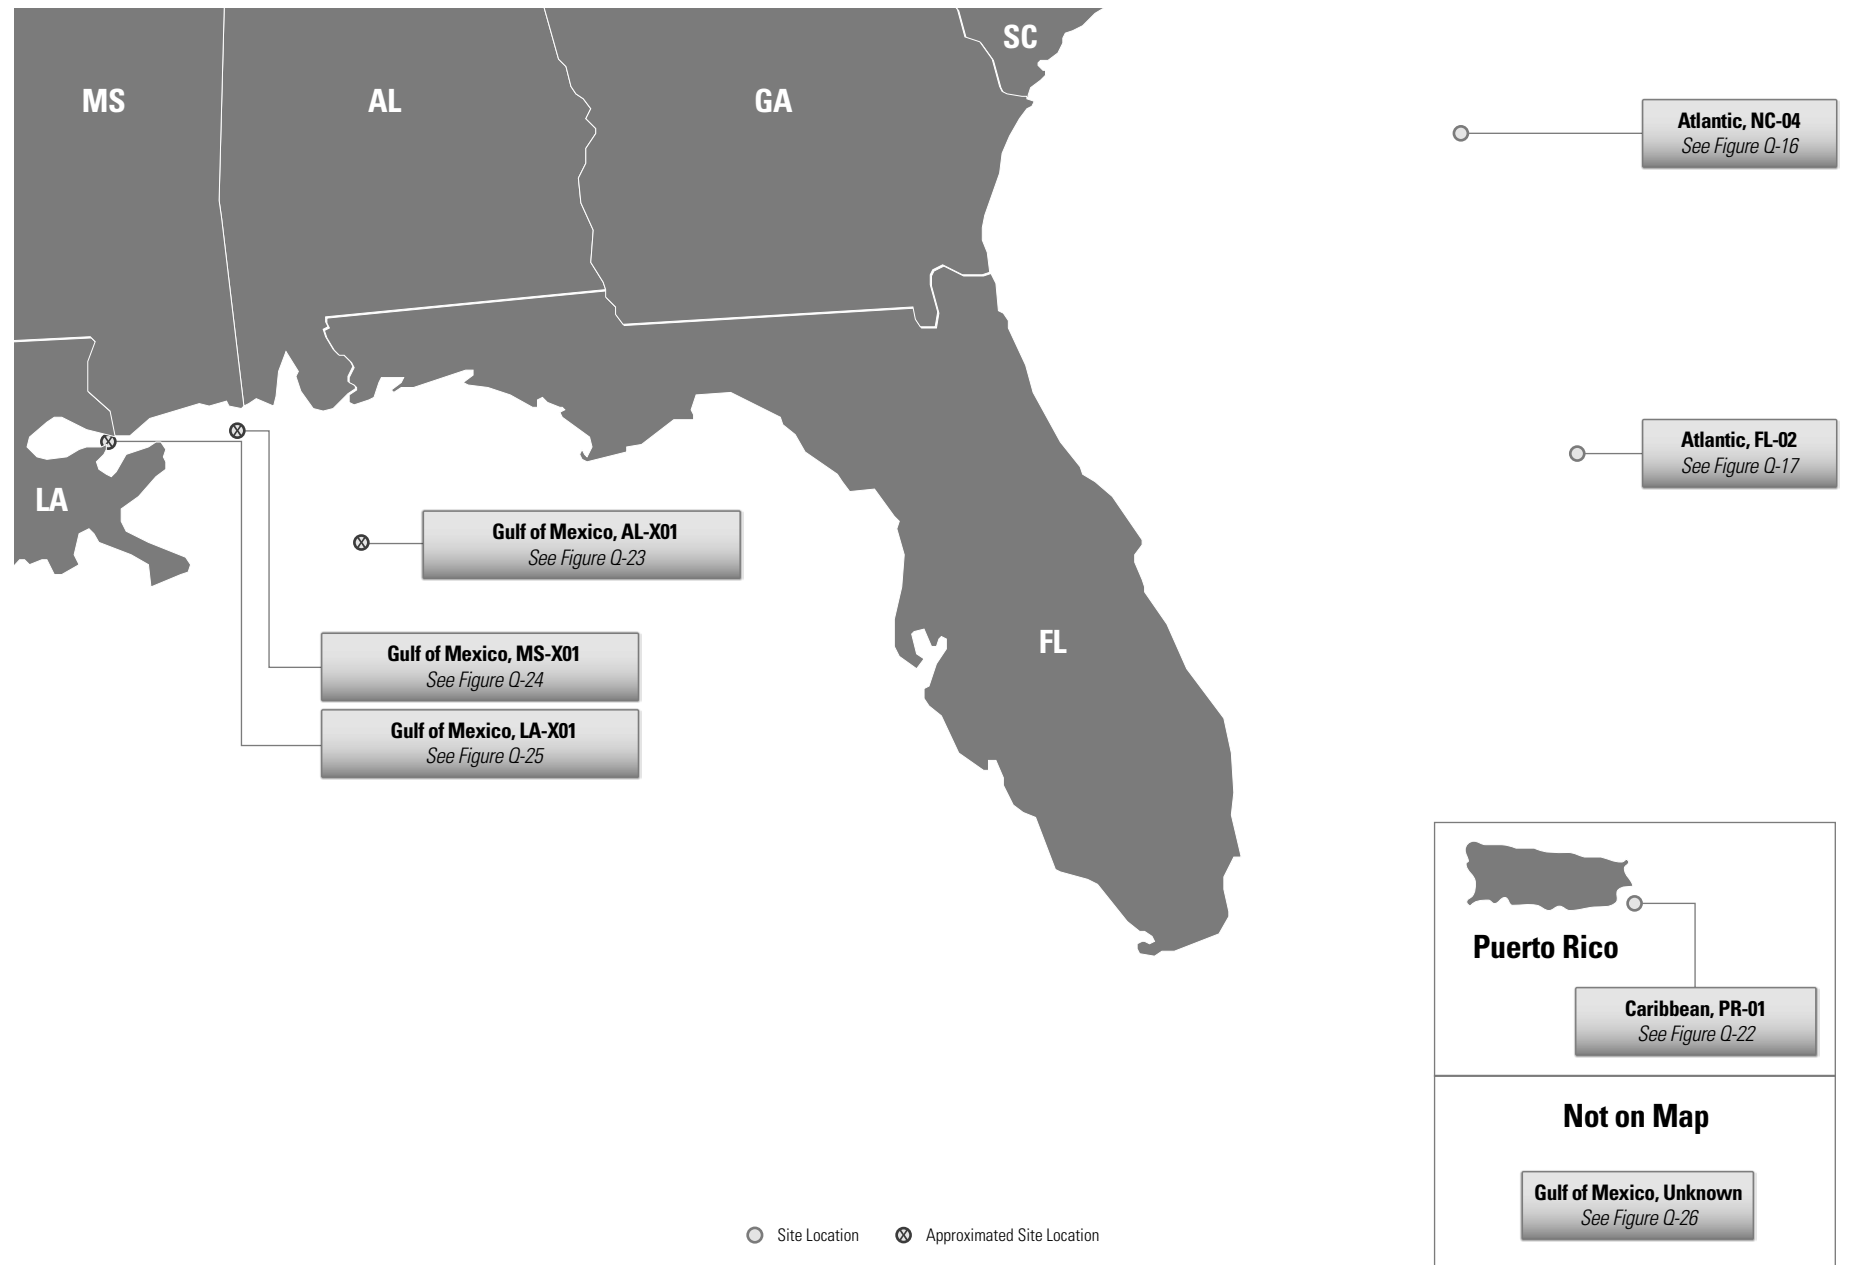 SC
MS
AL
GA
Atlantic, NC-04
See Figure Q-16
Atlantic, FL-02
See Figure Q-17
LA
Gulf of Mexico, AL-X01
See Figure Q-23
FL
Gulf of Mexico, MS-X01
See Figure Q-24
Gulf of Mexico, LA-X01
See Figure Q-25
Puerto Rico
Caribbean, PR-01
See Figure Q-22
Not on Map
Gulf of Mexico, Unknown
See Figure Q-26
Site Location
Approximated Site Location